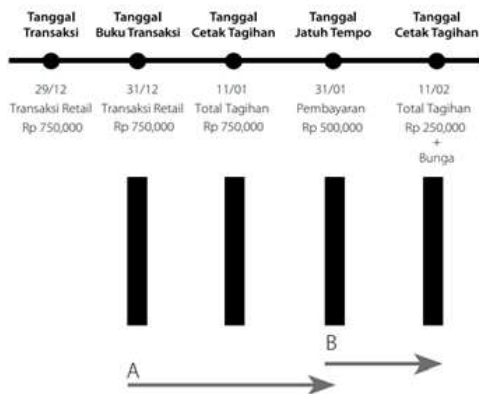 Tanggal
Transaksi
Tanggal
Buku Transaksi
Tanggal
Cetak Tagihan
Tanggal
Jatuh Tempo
Tanggal
Cetak Tagihan
29/12
Transaksi Retail
Rp 750,000
31/12
Transaksi Retail
Rp 750,000
11/01
Total Tagihan
Rp 750,000
31/01
Pembayaran
Rp 500,000
11/02
Total Tagihan
Rp 250,000
+
Bunga
B
A